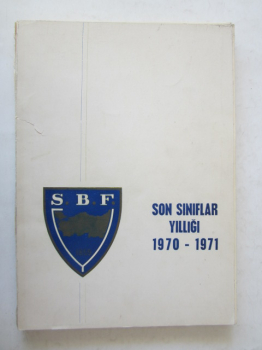 S.B.F.
SON SINIFLAR
YILLIĞI
1970 - 1971